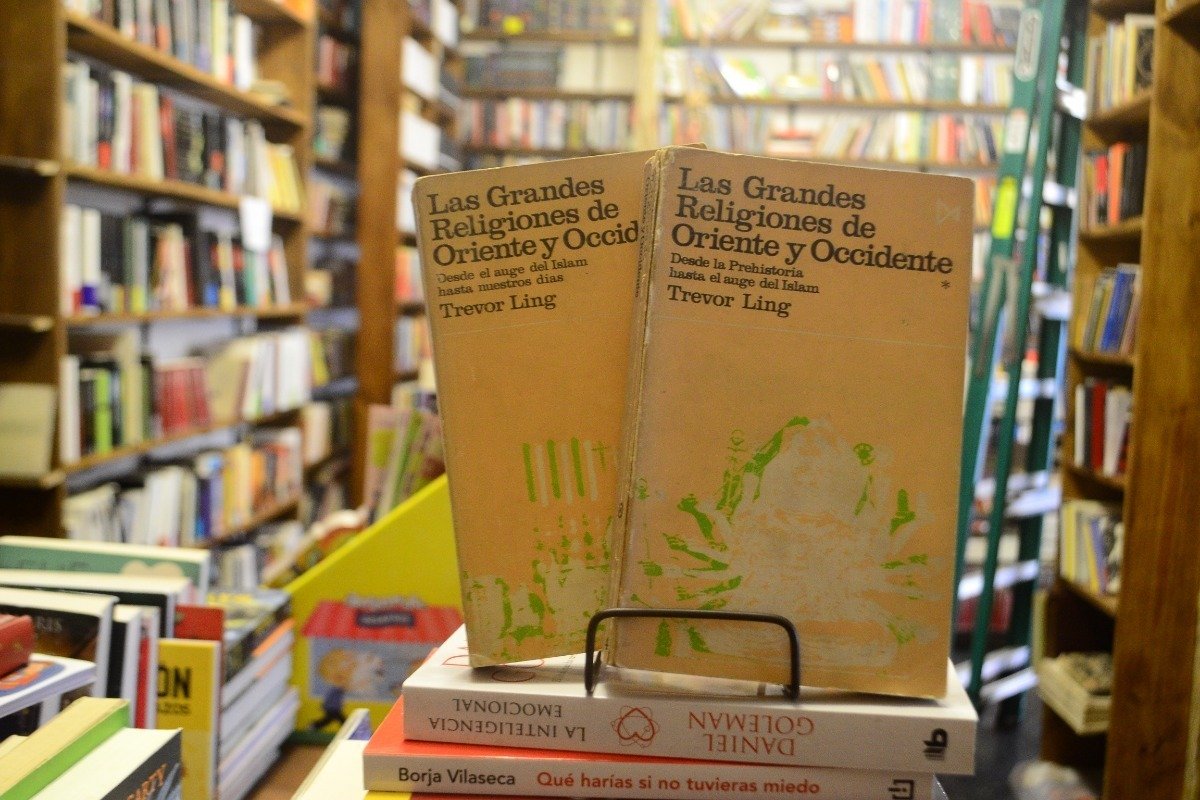 Las Grandes
Religiones de
Oriente y Occid
Desde el auge del Islam
hasta nuestros días
Trevor Ling
Las Grandes
Religiones de
Oriente y Occidente
*
Desde la Prehistoria
hasta el auge del Islam
Trevor Ling
LA INTELIGENCIA
EMOCIONAL
DANIEL
GOLEMAN
Borja Vilaseca Qué harías si no tuvieras miedo